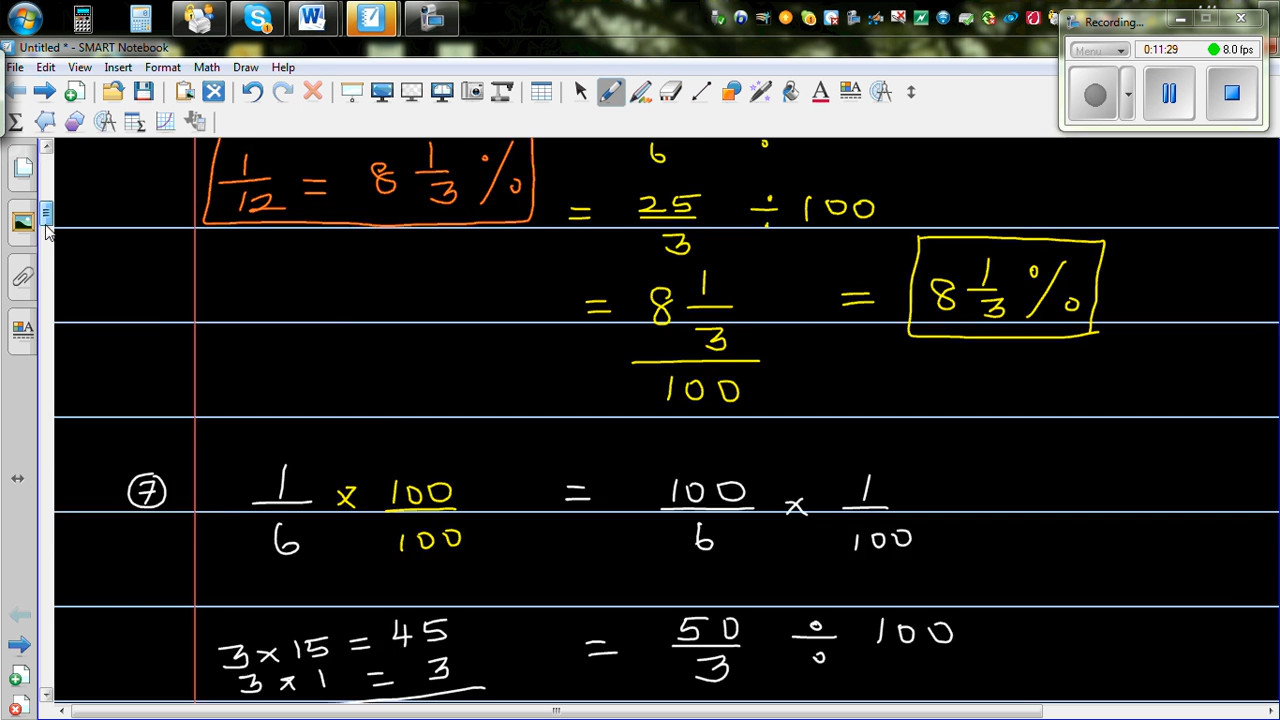 Recording...
Untitled * - SMART Notebook
Menu
0:11:29
8.0 fps
File Edit View Insert Format Math Draw Help
6
1/12 = 8 1/3 %
= 25/3 ÷ 100
= 8 1/3 / 100 = 8 1/3 %
7 1/6 × 100/100 = 100/6 × 1/100
3 × 15 = 45
= 50/3 ÷ 100
3 × 1 = 3